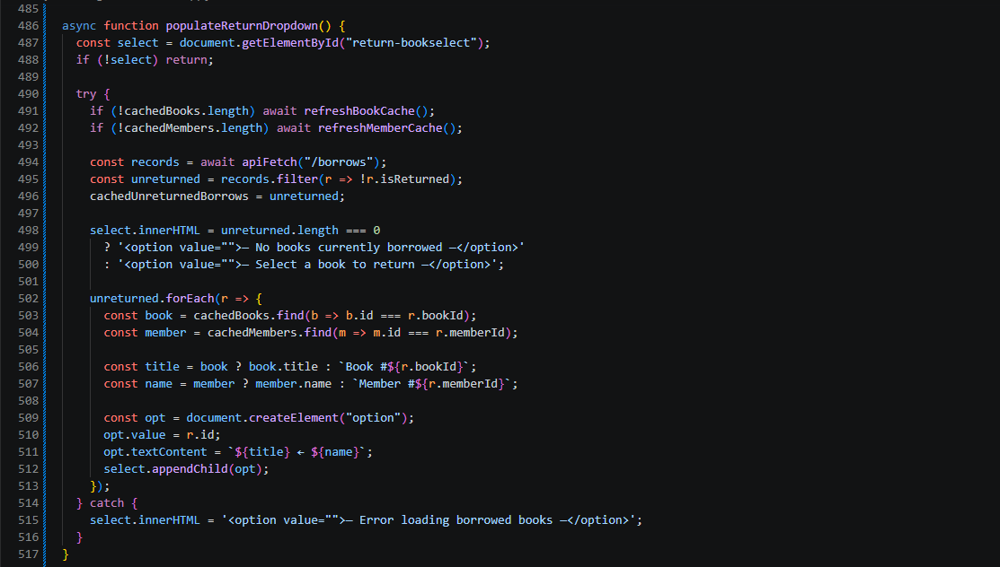 485
486 async function populateReturnDropdown() {
487   const select = document.getElementById("return-bookselect");
488   if (!select) return;
489
490   try {
491     if (!cachedBooks.length) await refreshBookCache();
492     if (!cachedMembers.length) await refreshMemberCache();
493
494     const records = await apiFetch("/borrows");
495     const unreturned = records.filter(r => !r.isReturned);
496     cachedUnreturnedBorrows = unreturned;
497
498     select.innerHTML = unreturned.length === 0
499       ? '<option value="">— No books currently borrowed —</option>'
500       : '<option value="">— Select a book to return —</option>';
501
502     unreturned.forEach(r => {
503       const book = cachedBooks.find(b => b.id === r.bookId);
504       const member = cachedMembers.find(m => m.id === r.memberId);
505
506       const title = book ? book.title : `Book #${r.bookId}`;
507       const name = member ? member.name : `Member #${r.memberId}`;
508
509       const opt = document.createElement("option");
510       opt.value = r.id;
511       opt.textContent = `${title} ← ${name}`;
512       select.appendChild(opt);
513     });
514   } catch {
515     select.innerHTML = '<option value="">— Error loading borrowed books —</option>';
516   }
517 }